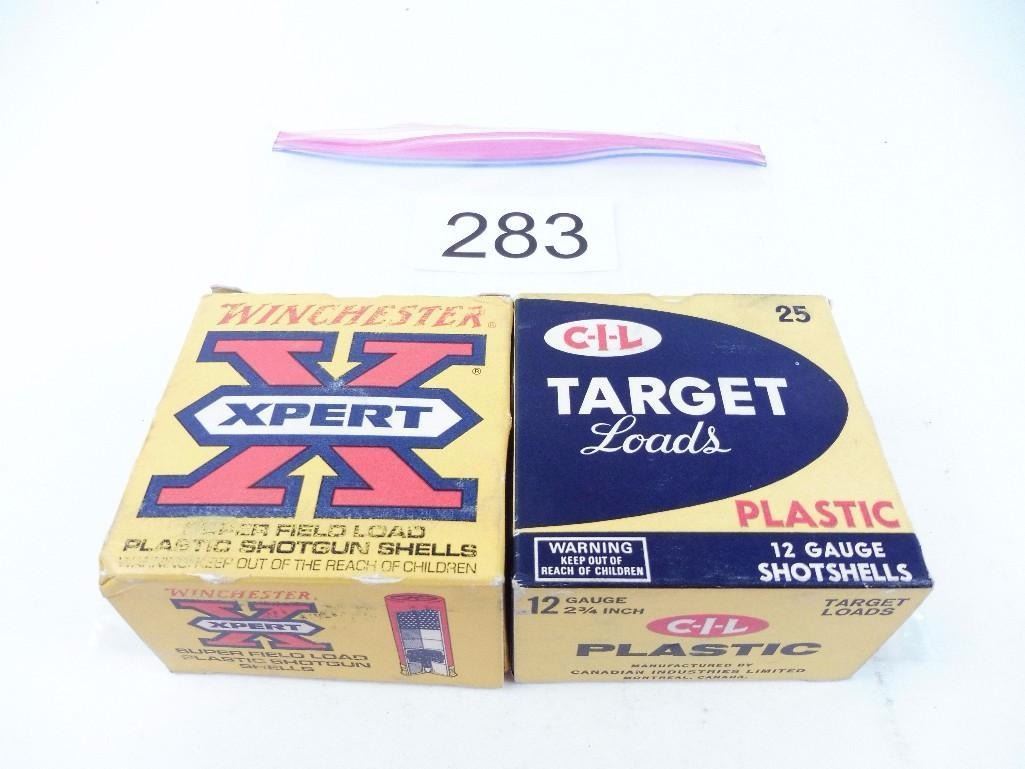 283
WINCHESTER®
X®
XPERT
SUPER FIELD LOAD
PLASTIC SHOTGUN SHELLS
WARNING: KEEP OUT OF THE REACH OF CHILDREN
WINCHESTER
X
XPERT
SUPER FIELD LOAD
PLASTIC SHOTGUN
SHELLS
25
C-I-L
TARGET
Loads
PLASTIC
WARNING
KEEP OUT OF
REACH OF CHILDREN
12 GAUGE
SHOTSHELLS
12 GAUGE
2¾ INCH
C-I-L
TARGET
LOADS
PLASTIC
MANUFACTURED BY
CANADIAN INDUSTRIES LIMITED
MONTREAL, CANADA.